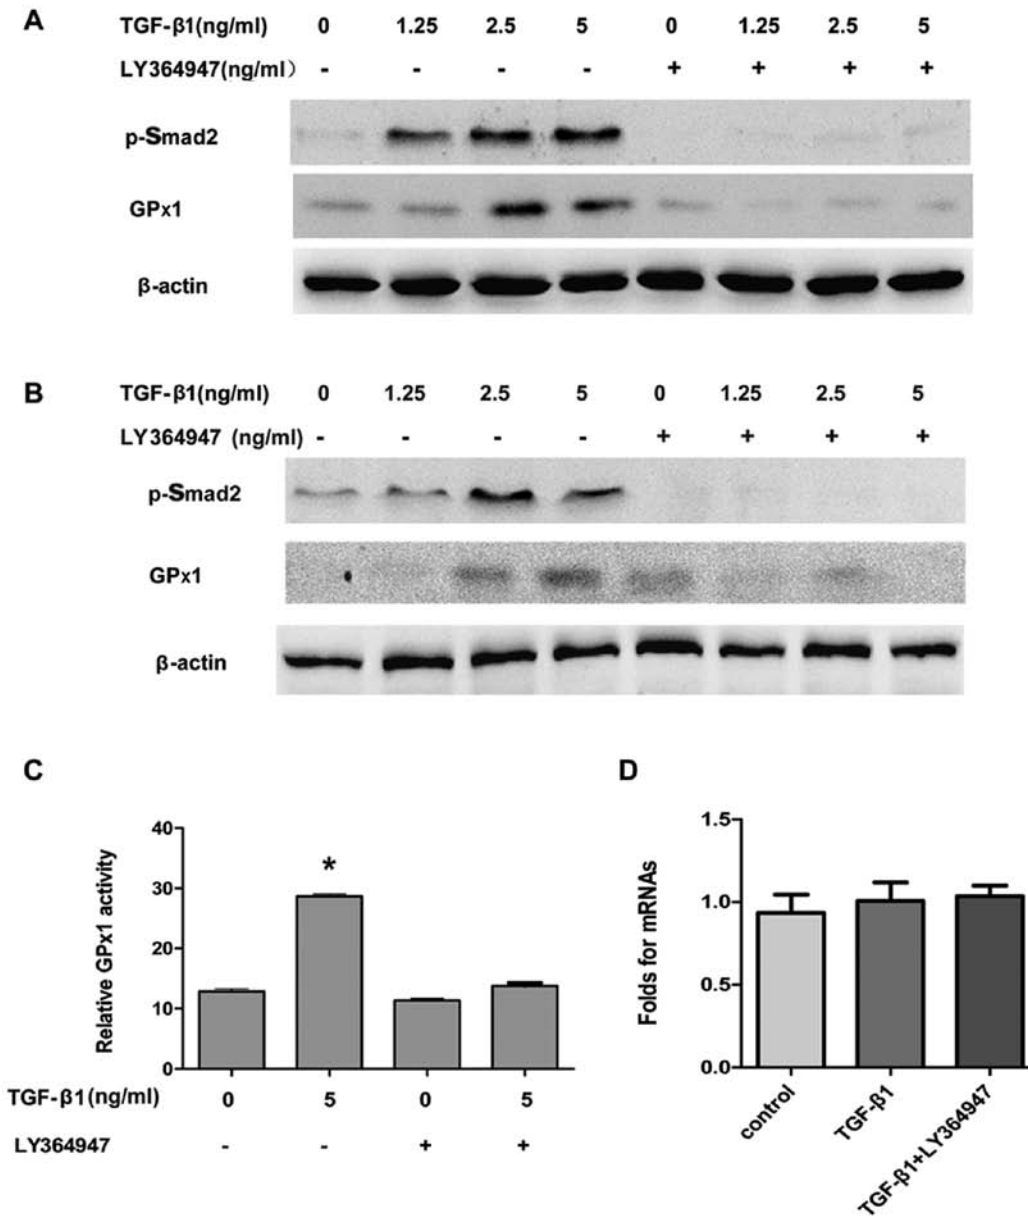 A
TGF-β1(ng/ml) 0 1.25 2.5 5 0 1.25 2.5 5
LY364947(ng/ml) - - - - + + + +
p-Smad2
GPx1
β-actin
B
TGF-β1(ng/ml) 0 1.25 2.5 5 0 1.25 2.5 5
LY364947 (ng/ml) - - - - + + + +
p-Smad2
GPx1
β-actin
C
Relative GPx1 activity
40
30
20
10
0
*
TGF-β1(ng/ml) 0 5 0 5
LY364947 - - + +
D
Folds for mRNAs
1.5
1.0
0.5
0.0
control
TGF-β1
TGF-β1+LY364947